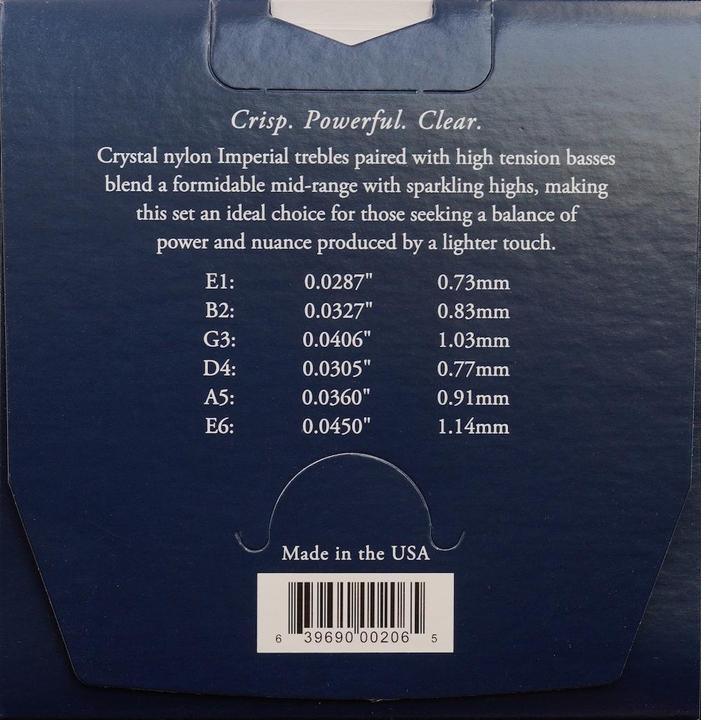 Crisp. Powerful. Clear.
Crystal nylon Imperial trebles paired with high tension basses
blend a formidable mid-range with sparkling highs, making
this set an ideal choice for those seeking a balance of
power and nuance produced by a lighter touch.
E1: 0.0287" 0.73mm
B2: 0.0327" 0.83mm
G3: 0.0406" 1.03mm
D4: 0.0305" 0.77mm
A5: 0.0360" 0.91mm
E6: 0.0450" 1.14mm
Made in the USA
6 39690 00206 5